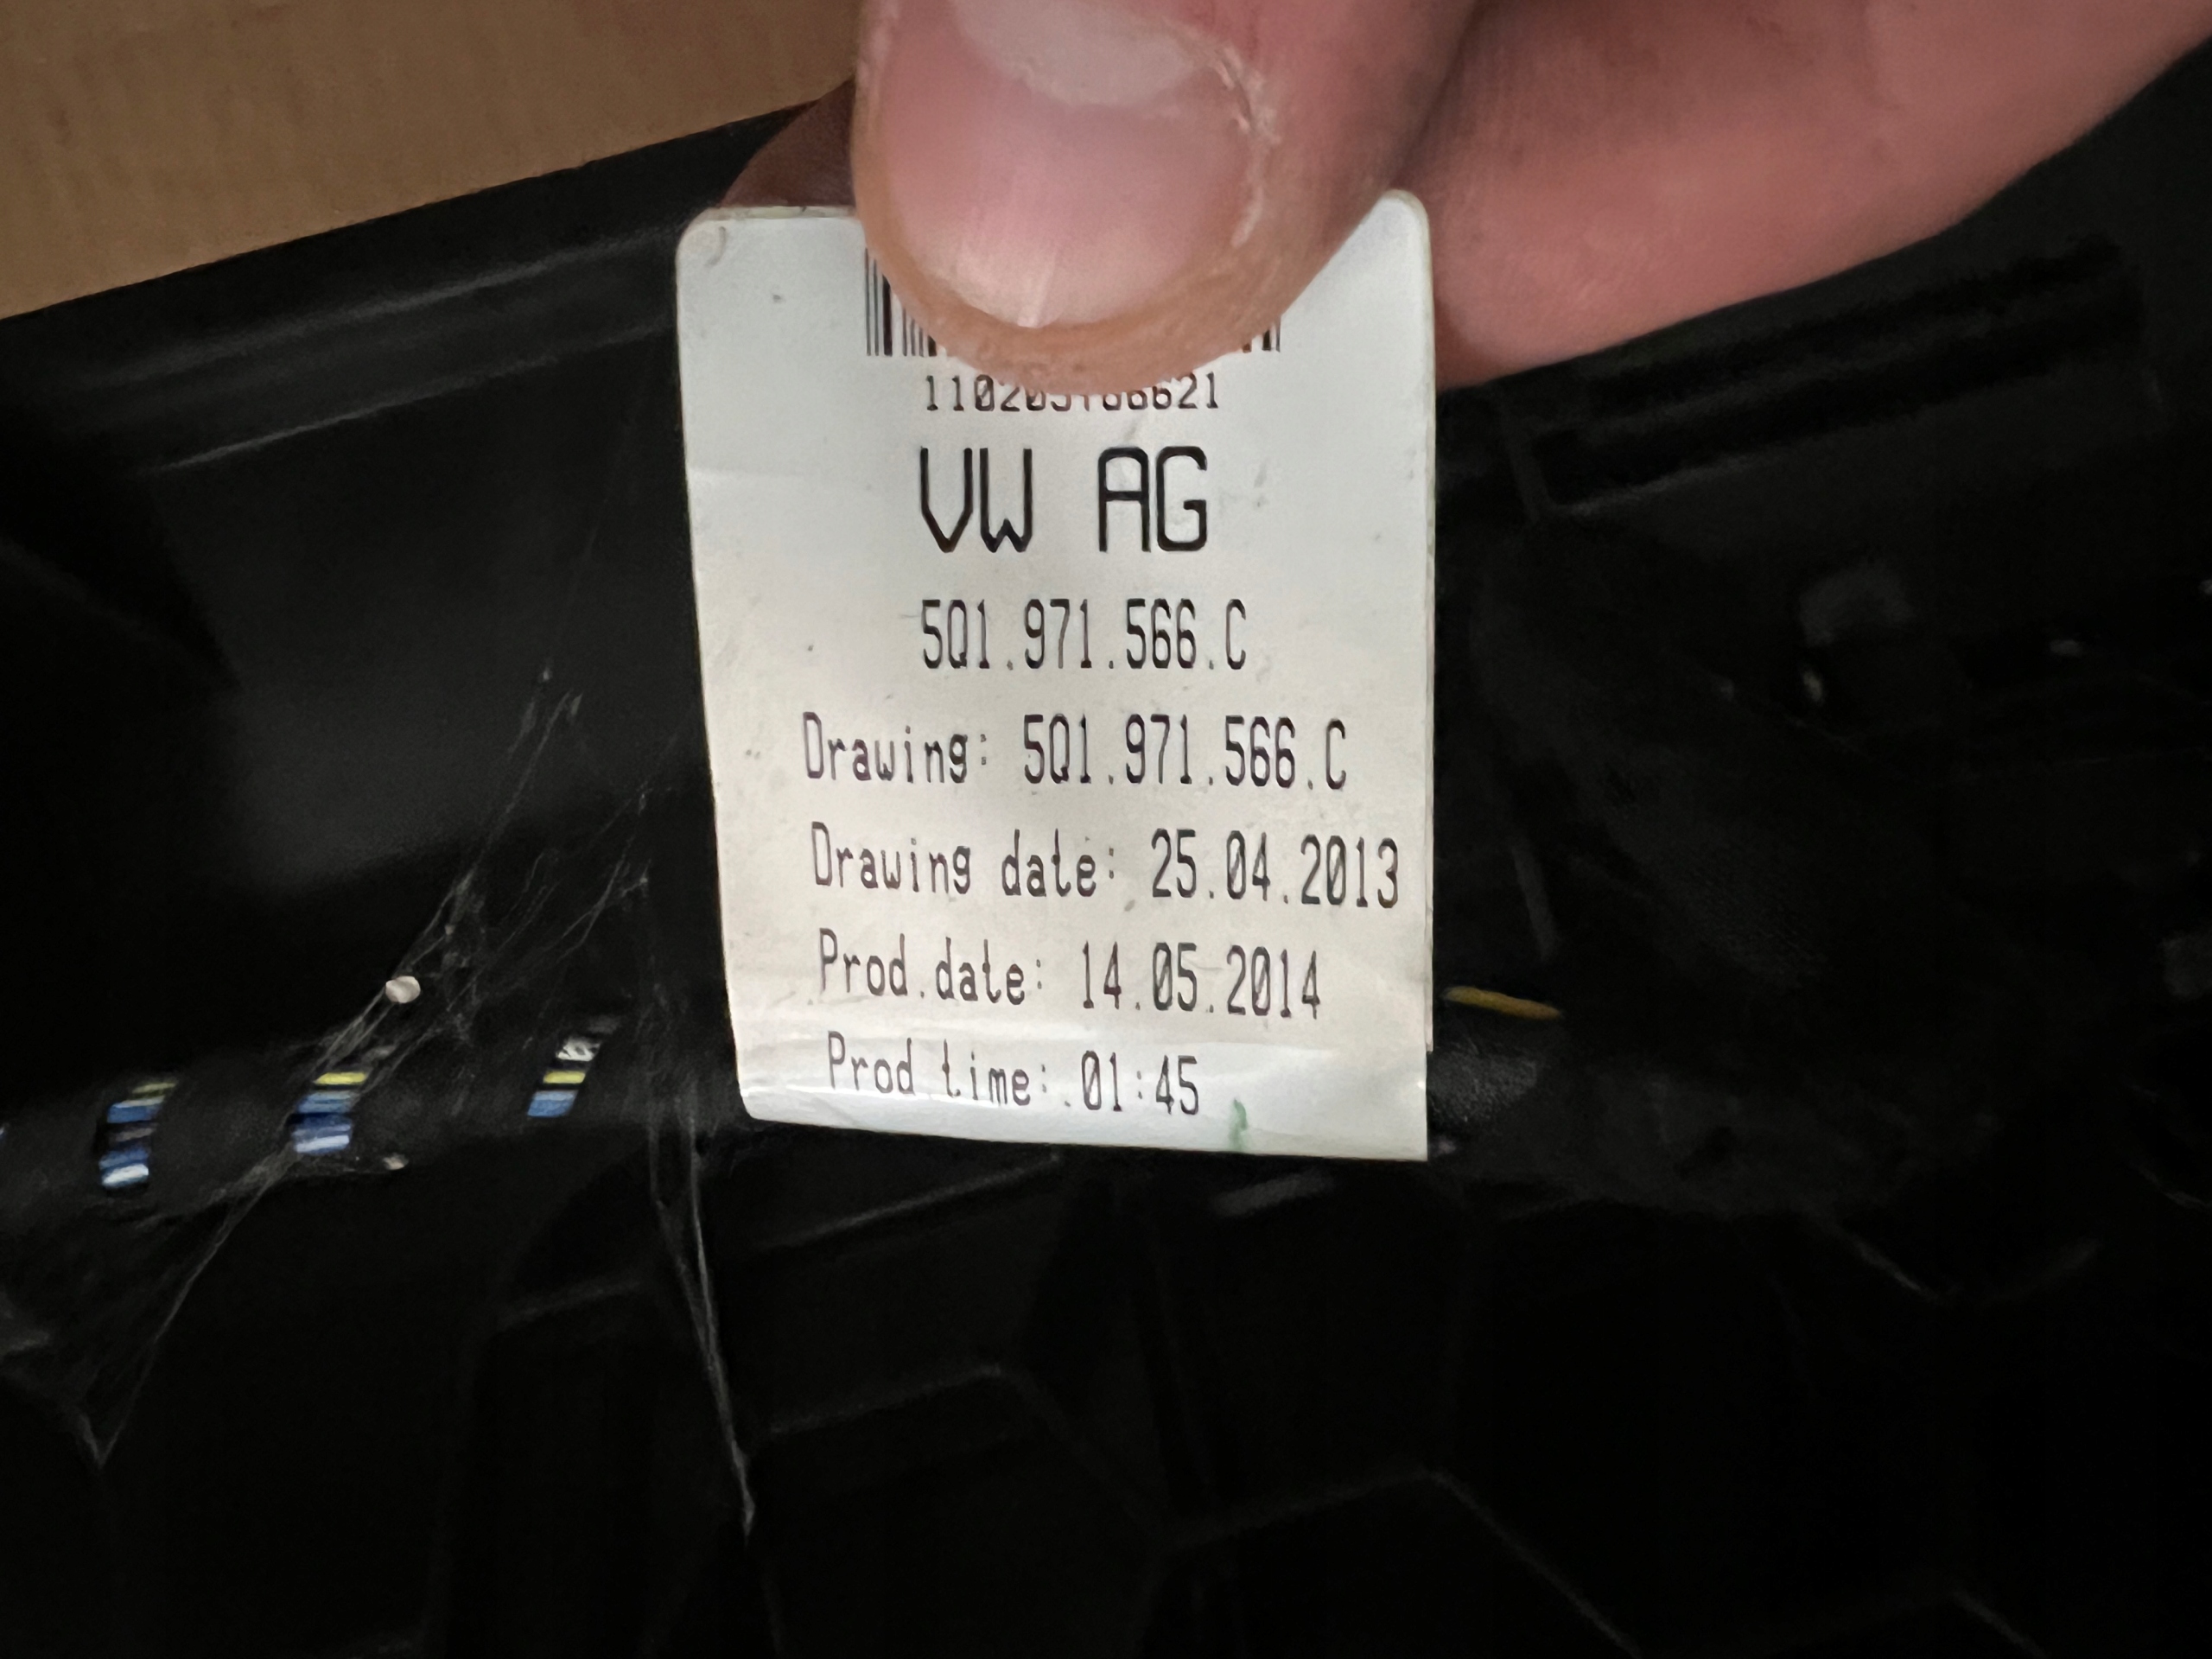 VW AG
5Q1.971.566.C
Drawing: 5Q1.971.566.C
Drawing date: 25.04.2013
Prod.date: 14.05.2014
Prod time: 01:45